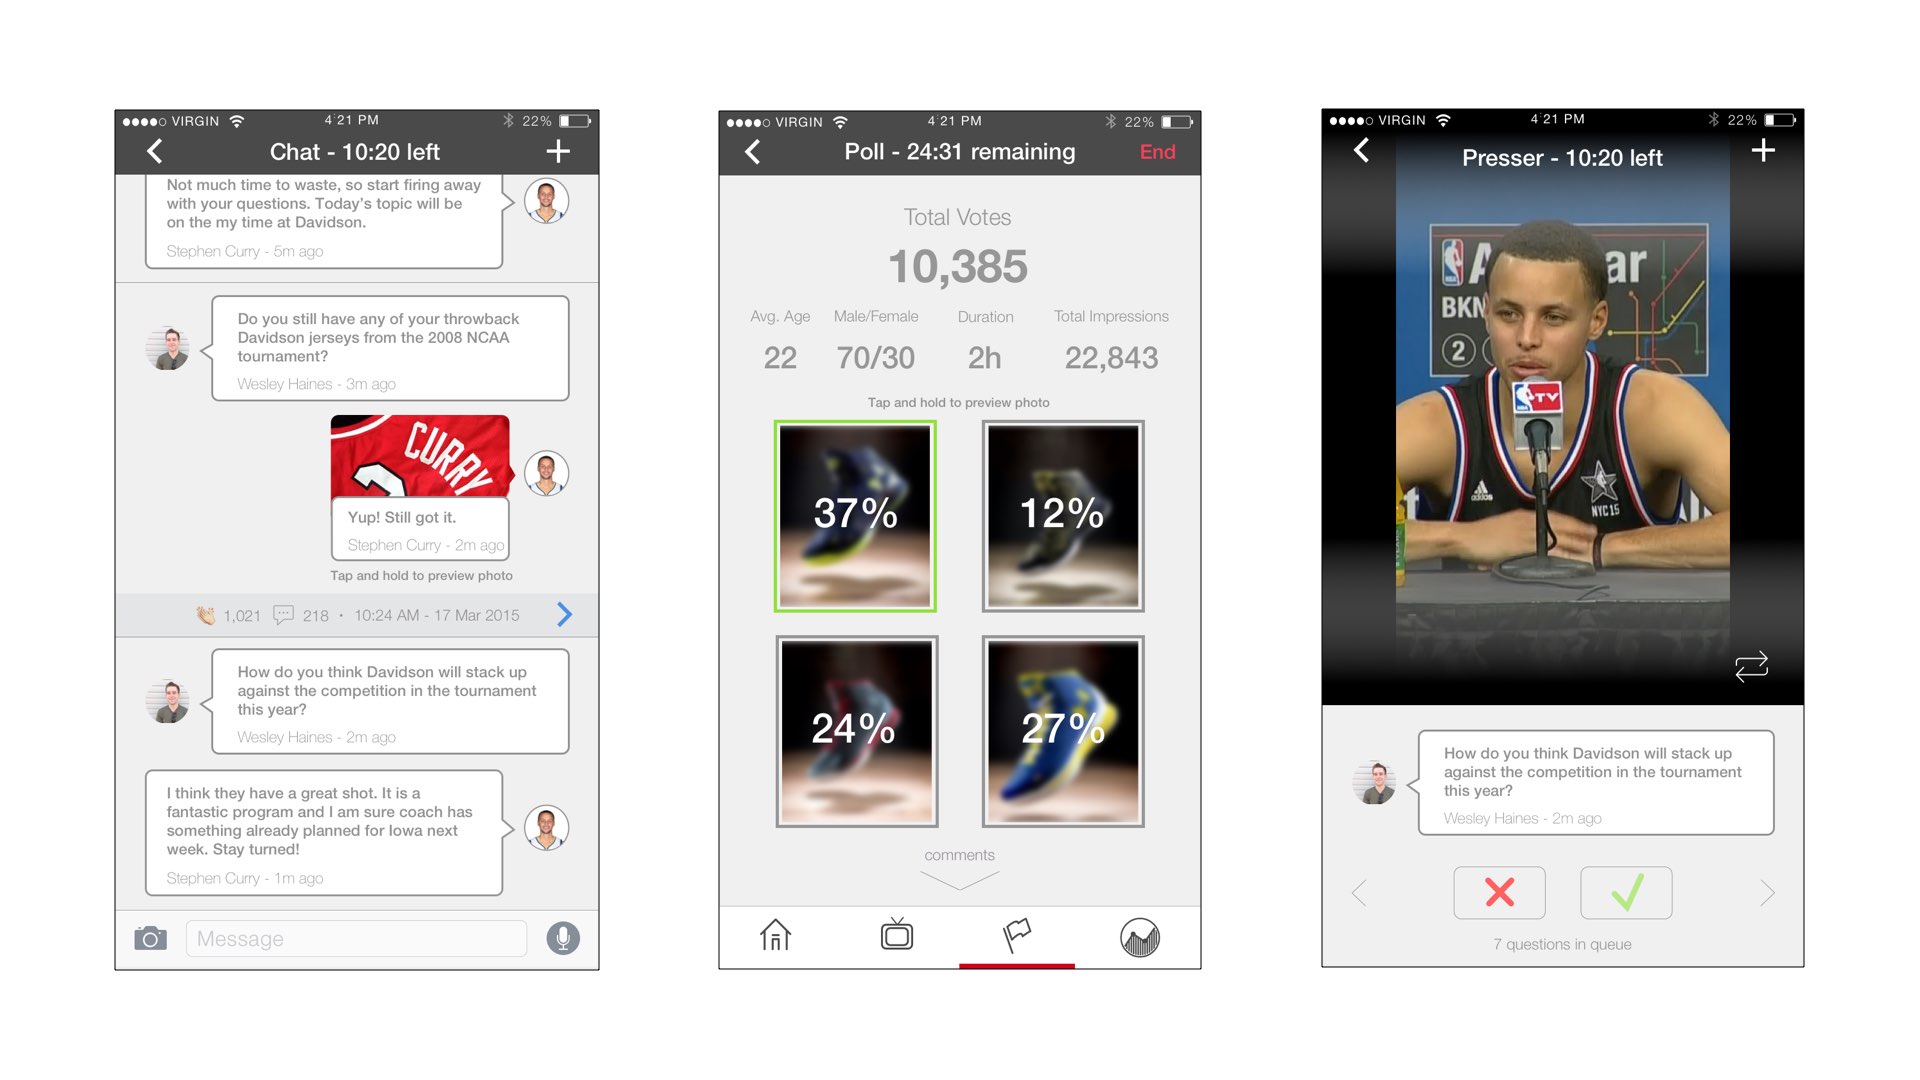 VIRGIN
4:21 PM
22%
Chat - 10:20 left
Not much time to waste, so start firing away
with your questions. Today's topic will be
on the my time at Davidson.
Stephen Curry - 5m ago
Do you still have any of your throwback
Davidson jerseys from the 2008 NCAA
tournament?
Wesley Haines - 3m ago
CURRY
3
Yup! Still got it.
Stephen Curry - 2m ago
Tap and hold to preview photo
1,021
218 · 10:24 AM - 17 Mar 2015
How do you think Davidson will stack up
against the competition in the tournament
this year?
Wesley Haines - 2m ago
I think they have a great shot. It is a
fantastic program and I am sure coach has
something already planned for Iowa next
week. Stay turned!
Stephen Curry - 1m ago
Message
VIRGIN
4:21 PM
22%
Poll - 24:31 remaining
End
Total Votes
10,385
Avg. Age Male/Female Duration Total Impressions
22 70/30 2h 22,843
Tap and hold to preview photo
37%
12%
24%
27%
comments
VIRGIN
4:21 PM
22%
Presser - 10:20 left
NBA
A ar
BKN
2
NBA TV
adidas
NYC15
How do you think Davidson will stack up
against the competition in the tournament
this year?
Wesley Haines - 2m ago
7 questions in queue